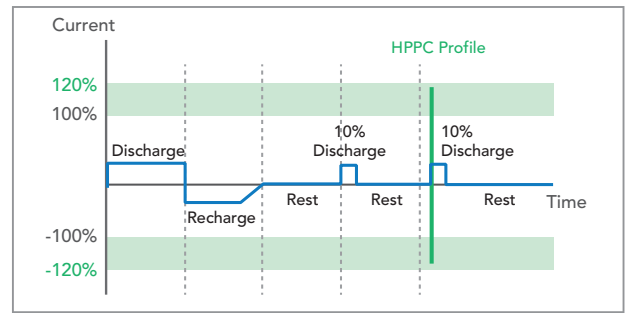 Current
HPPC Profile
120%
100%
10%
Discharge
10%
Discharge
Discharge
Recharge
Rest
Rest
Rest
Time
-100%
-120%